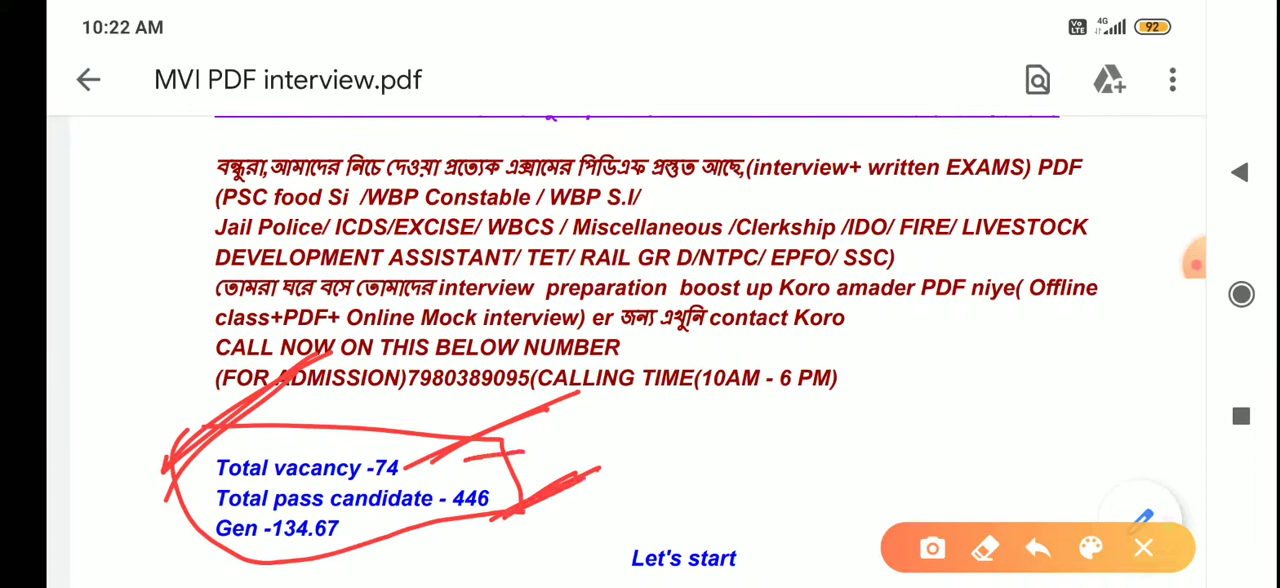 10:22 AM
Vo LTE 4G 92
MVI PDF interview.pdf
বন্ধুরা,আমাদের নিচে দেওয়া প্রত্যেক এক্সামের পিডিএফ প্রস্তুত আছে,(interview+ written EXAMS) PDF
(PSC food Si /WBP Constable / WBP S.I/
Jail Police/ ICDS/EXCISE/ WBCS / Miscellaneous /Clerkship /IDO/ FIRE/ LIVESTOCK
DEVELOPMENT ASSISTANT/ TET/ RAIL GR D/NTPC/ EPFO/ SSC)
তোমরা ঘরে বসে তোমাদের interview preparation boost up Koro amader PDF niye( Offline
class+PDF+ Online Mock interview) er জন্য এখুনি contact Koro
CALL NOW ON THIS BELOW NUMBER
(FOR ADMISSION)7980389095(CALLING TIME(10AM - 6 PM)
Total vacancy -74
Total pass candidate - 446
Gen -134.67
Let's start